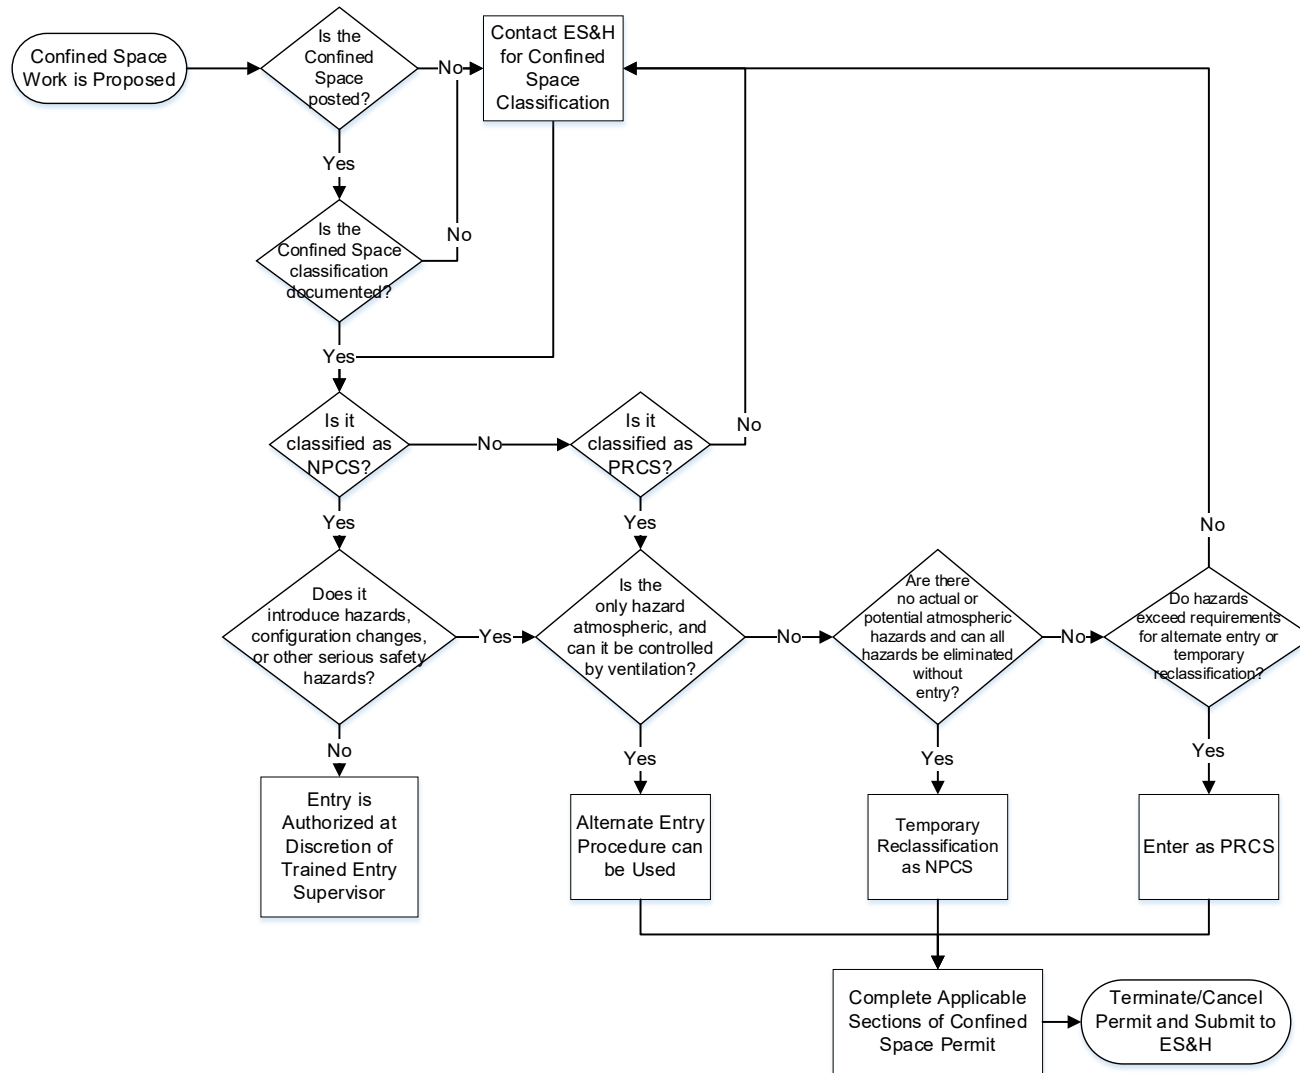 Confined Space
Work is Proposed
Is the
Confined
Space
posted?
No
Contact ES&H
for Confined
Space
Classification
Yes
Is the
Confined Space
classification
documented?
No
Yes
Is it
classified as
NPCS?
No
Is it
classified as
PRCS?
No
Yes
Yes
Does it
introduce hazards,
configuration changes,
or other serious safety
hazards?
Yes
Is the
only hazard
atmospheric, and
can it be controlled
by ventilation?
No
Are there
no actual or
potential atmospheric
hazards and can all
hazards be eliminated
without
entry?
No
Do hazards
exceed requirements
for alternate entry or
temporary
reclassification?
No
No
Yes
Yes
Yes
Entry is
Authorized at
Discretion of
Trained Entry
Supervisor
Alternate Entry
Procedure can
be Used
Temporary
Reclassification
as NPCS
Enter as PRCS
Complete Applicable
Sections of Confined
Space Permit
Terminate/Cancel
Permit and Submit to
ES&H